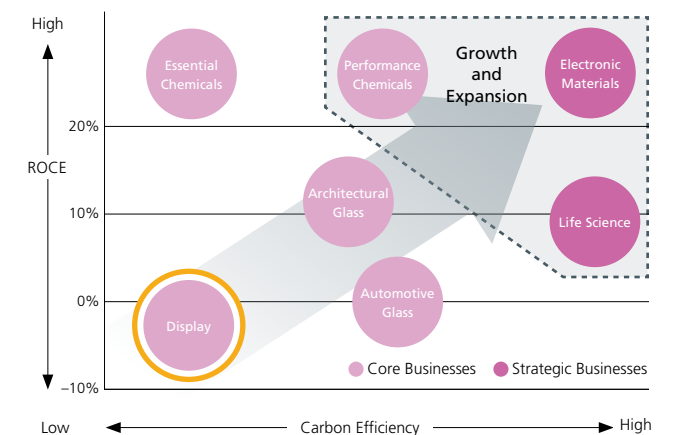 High
Essential
Chemicals
Performance
Chemicals
Growth
and
Expansion
Electronic
Materials
20%
ROCE
Architectural
Glass
10%
Life Science
0%
Automotive
Glass
Display
Core Businesses
Strategic Businesses
–10%
Low
Carbon Efficiency
High